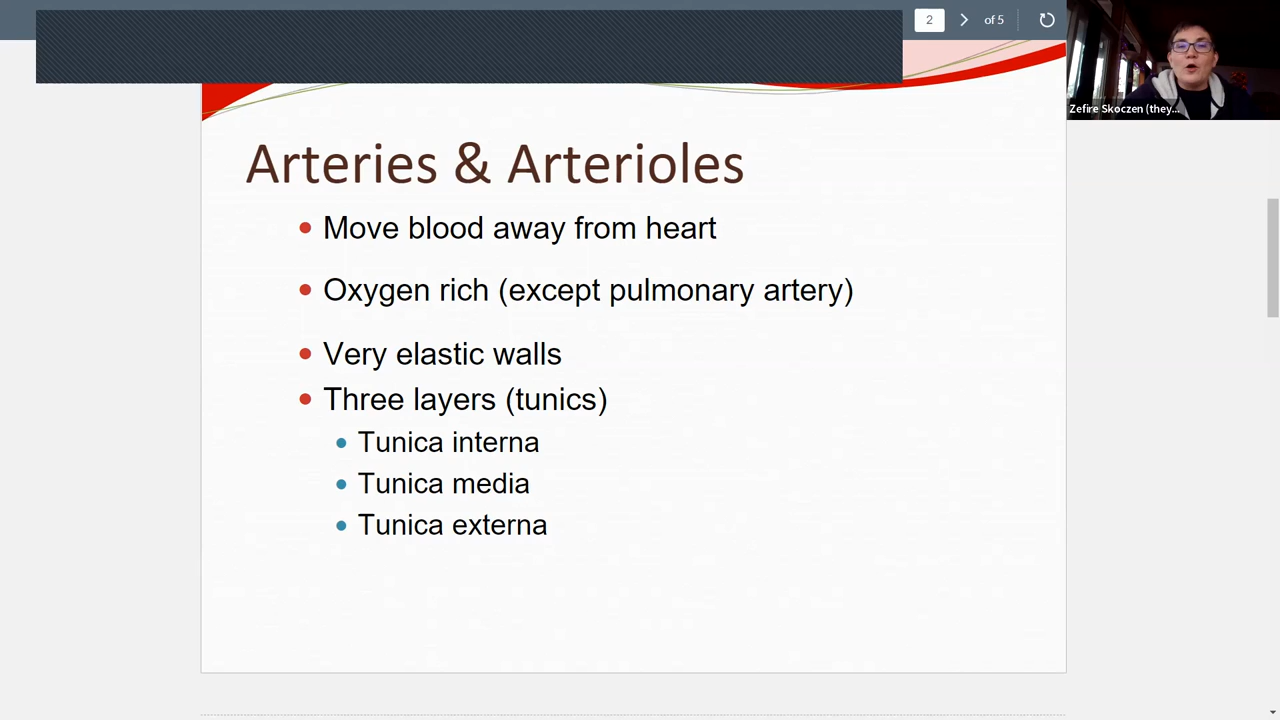 2
of 5
Zefire Skoczen (they...
Arteries & Arterioles
Move blood away from heart
Oxygen rich (except pulmonary artery)
Very elastic walls
Three layers (tunics)
Tunica interna
Tunica media
Tunica externa